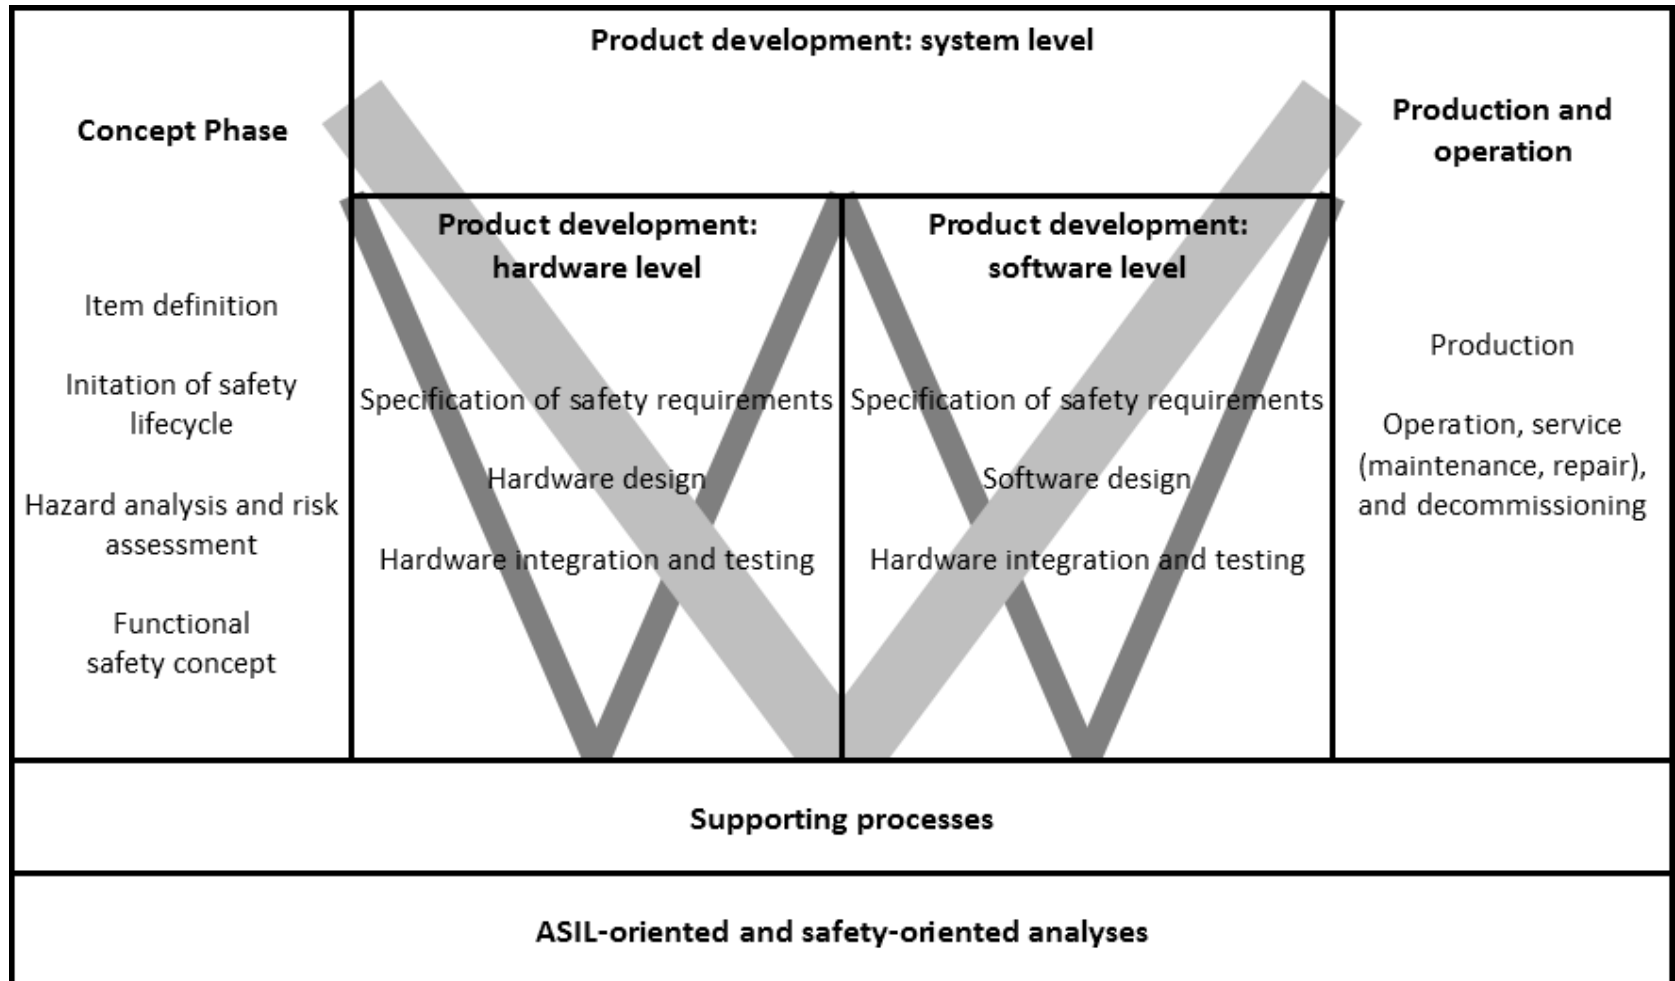 Product development: system level
Concept Phase
Production and
operation
Product development:
hardware level
Product development:
software level
Item definition
Initation of safety
lifecycle
Hazard analysis and risk
assessment
Functional
safety concept
Specification of safety requirements
Hardware design
Hardware integration and testing
Specification of safety requirements
Software design
Hardware integration and testing
Production
Operation, service
(maintenance, repair),
and decommissioning
Supporting processes
ASIL-oriented and safety-oriented analyses